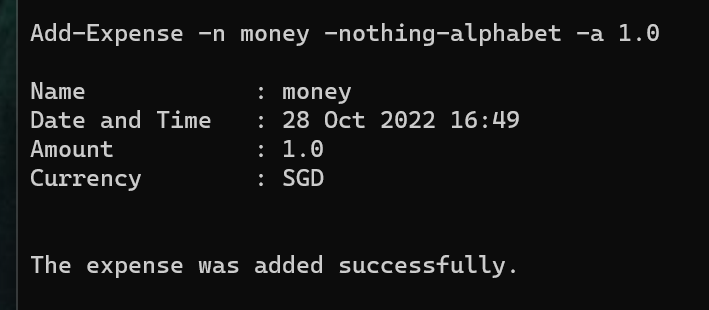 Add-Expense -n money -nothing-alphabet -a 1.0
Name : money
Date and Time : 28 Oct 2022 16:49
Amount : 1.0
Currency : SGD
The expense was added successfully.